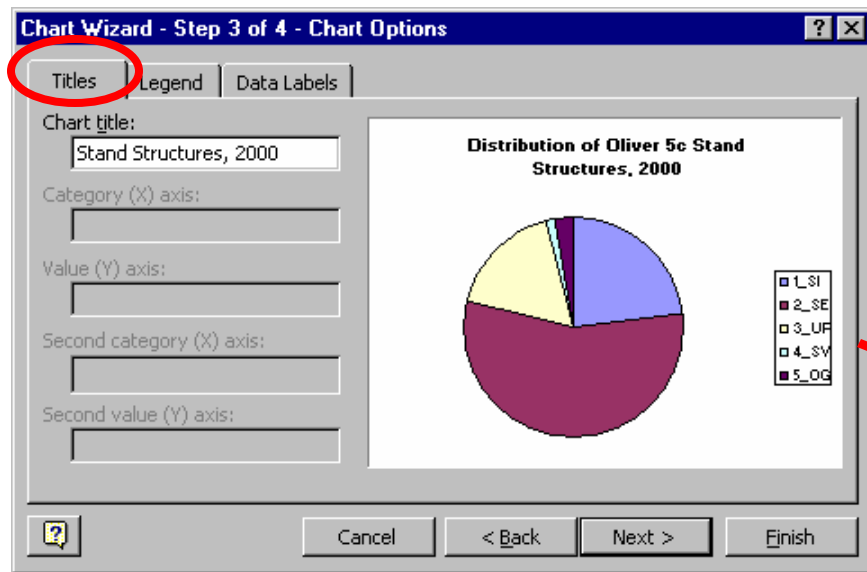 Chart Wizard - Step 3 of 4 - Chart Options
Titles
Legend
Data Labels
Chart title:
Stand Structures, 2000
Category (X) axis:
Value (Y) axis:
Second category (X) axis:
Second value (Y) axis:
Distribution of Oliver 5c Stand
Structures, 2000
1_SI
2_SE
3_UR
4_SV
5_OG
Cancel
< Back
Next >
Finish